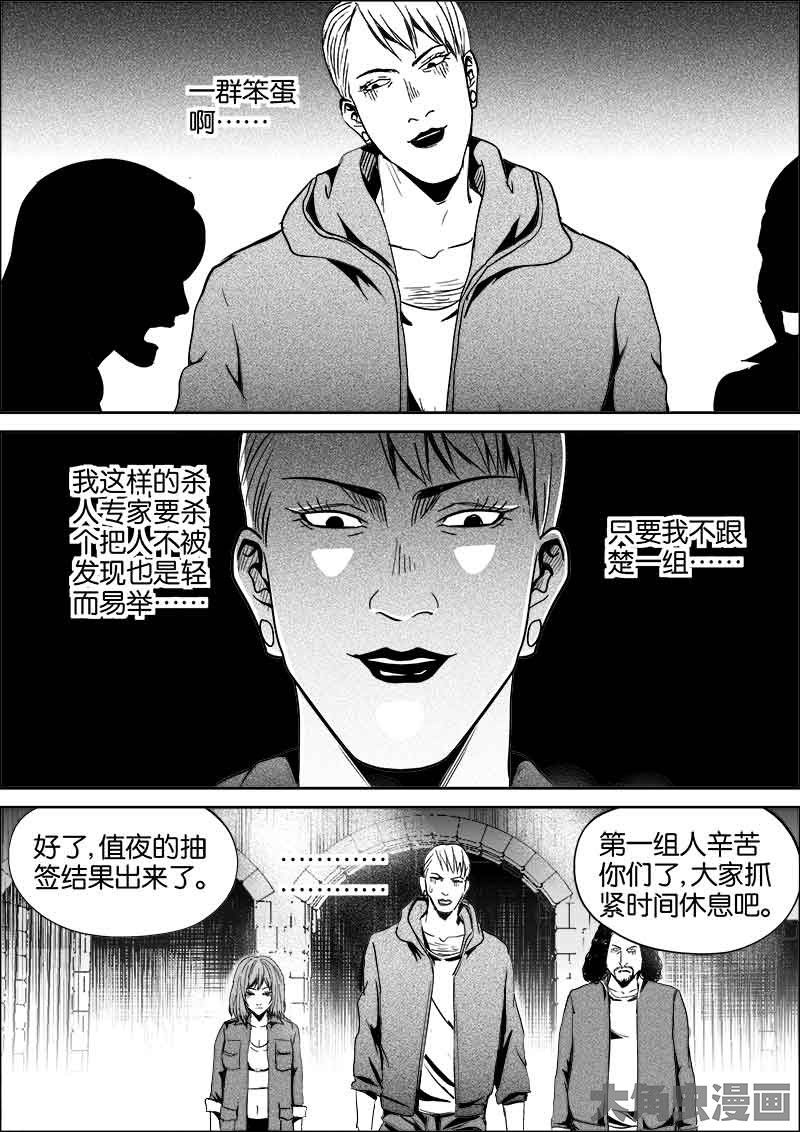 一群笨蛋
啊……
我这样的杀
人专家要杀
个把人不被
发现也是轻
而易举……
只要我不跟
楚一组……
好了,值夜的抽
签结果出来了。
……
……
第一组人辛苦
你们了,大家抓
紧时间休息吧。
大角虫漫画